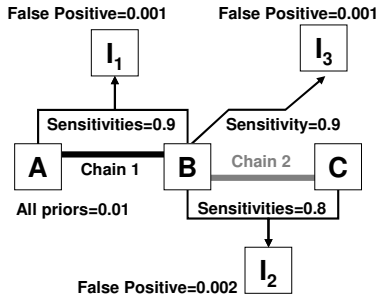 False Positive=0.001
False Positive=0.001
I1
I3
Sensitivities=0.9
Sensitivity=0.9
A
Chain 1
B
Chain 2
C
All priors=0.01
Sensitivities=0.8
I2
False Positive=0.002